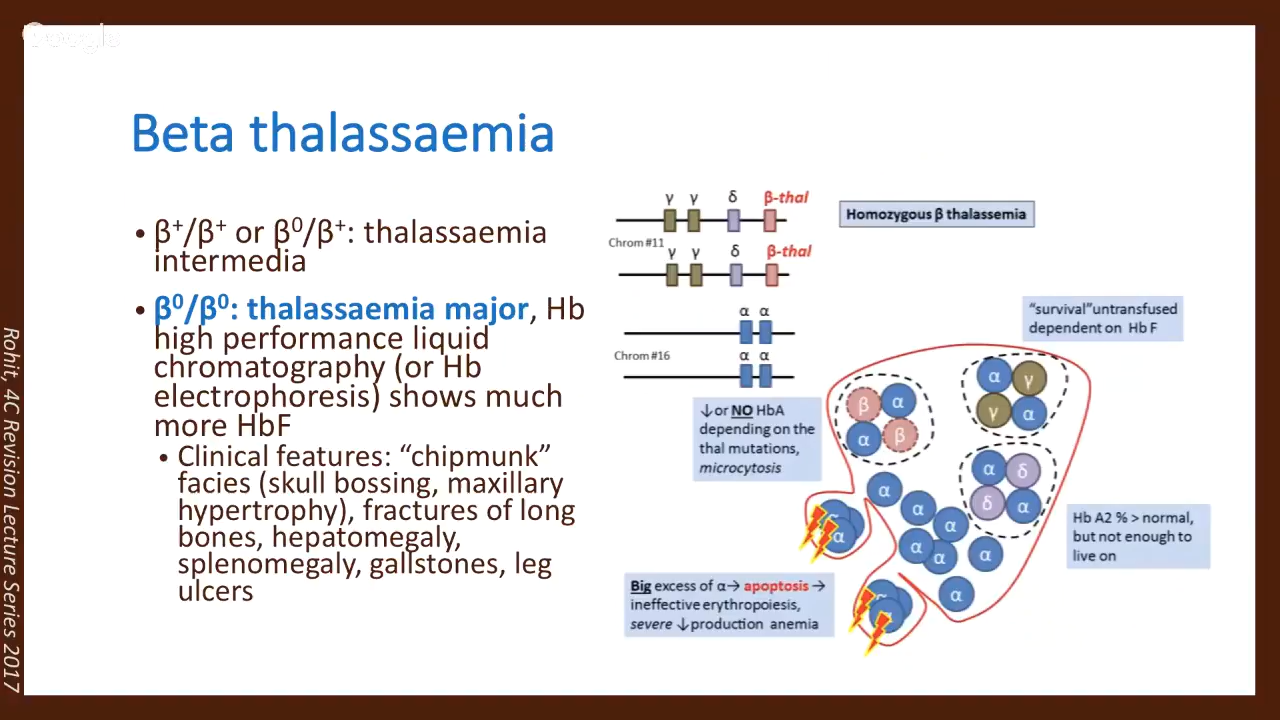 Google
Beta thalassaemia
• β⁺/β⁺ or β⁰/β⁺: thalassaemia
intermedia
• β⁰/β⁰: thalassaemia major, Hb
high performance liquid
chromatography (or Hb
electrophoresis) shows much
more HbF
• Clinical features: “chipmunk”
facies (skull bossing, maxillary
hypertrophy), fractures of long
bones, hepatomegaly,
splenomegaly, gallstones, leg
ulcers
γ γ δ β-thal
Chrom #11
γ γ δ β-thal
α α
Chrom #16
α α
Homozygous β thalassemia
“survival”untransfused
dependent on Hb F
α γ
γ α
β α
α β
↓or NO HbA
depending on the
thal mutations,
microcytosis
α δ
δ α
α
α
α
α
α
α
α
α
α
α
α
Hb A2 % > normal,
but not enough to
live on
Big excess of α→ apoptosis →
ineffective erythropoiesis,
severe ↓production anemia
Rohit, 4C Revision Lecture Series 2017